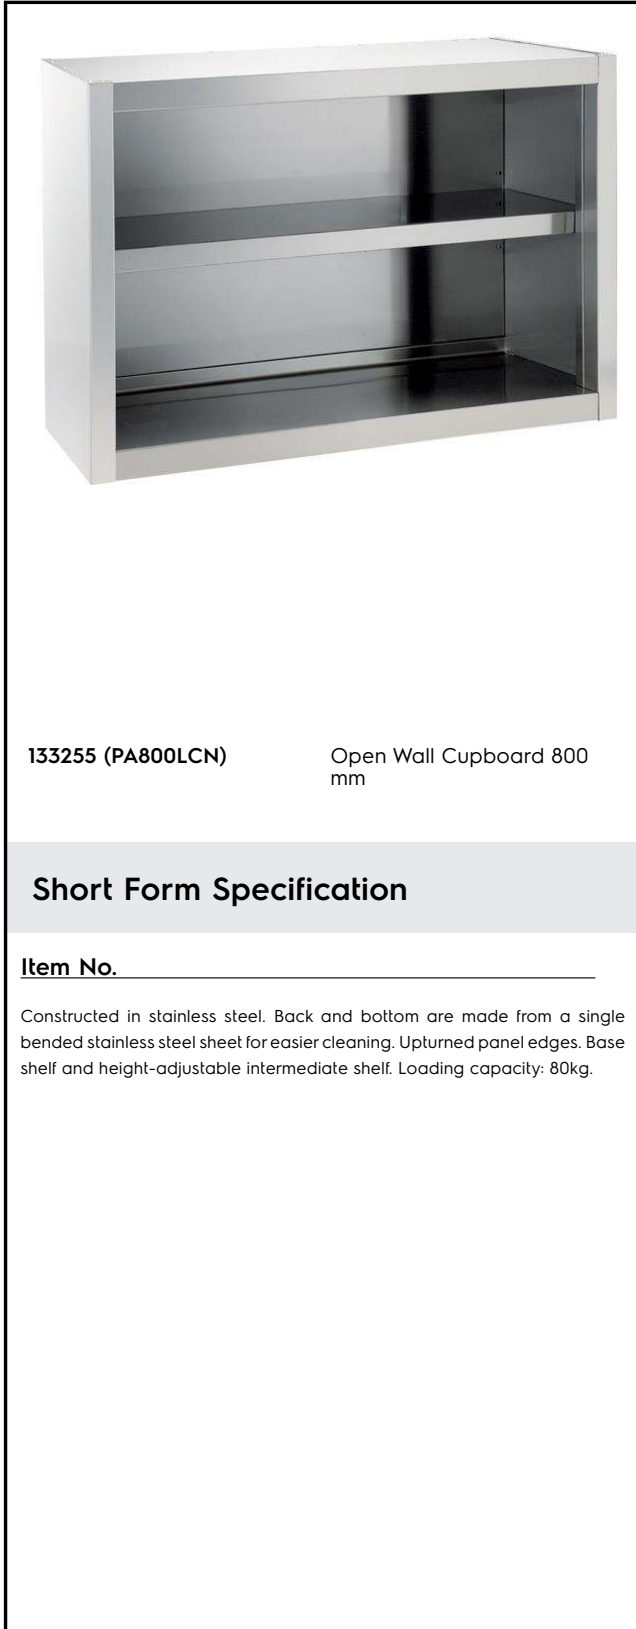 133255 (PA800LCN)
Open Wall Cupboard 800
mm
Short Form Specification
Item No.
Constructed in stainless steel. Back and bottom are made from a single
bended stainless steel sheet for easier cleaning. Upturned panel edges. Base
shelf and height-adjustable intermediate shelf. Loading capacity: 80kg.